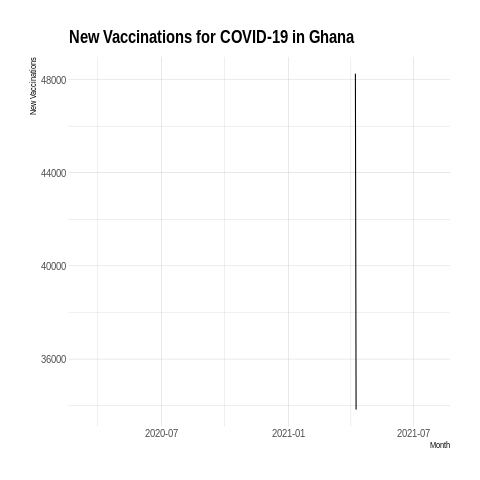 New Vaccinations for COVID-19 in Ghana
New Vaccinations
48000
44000
40000
36000
2020-07
2021-01
2021-07
Month